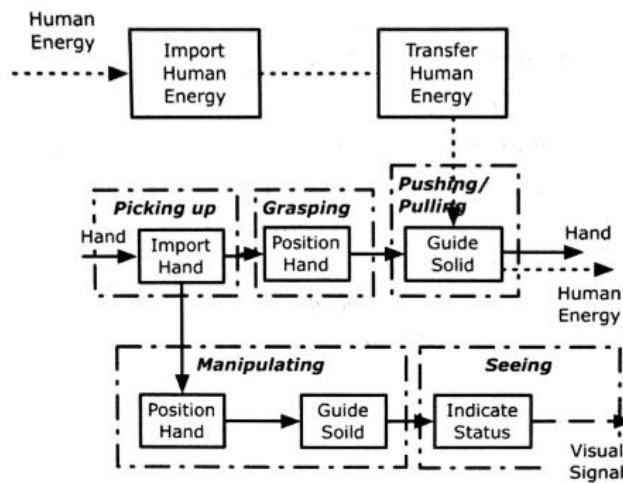 Human
Energy
Import
Human
Energy
Transfer
Human
Energy
Picking up
Grasping
Pushing/
Pulling
Hand
Import
Hand
Position
Hand
Guide
Solid
Hand
Human
Energy
Manipulating
Seeing
Position
Hand
Guide
Soild
Indicate
Status
Visual
Signal